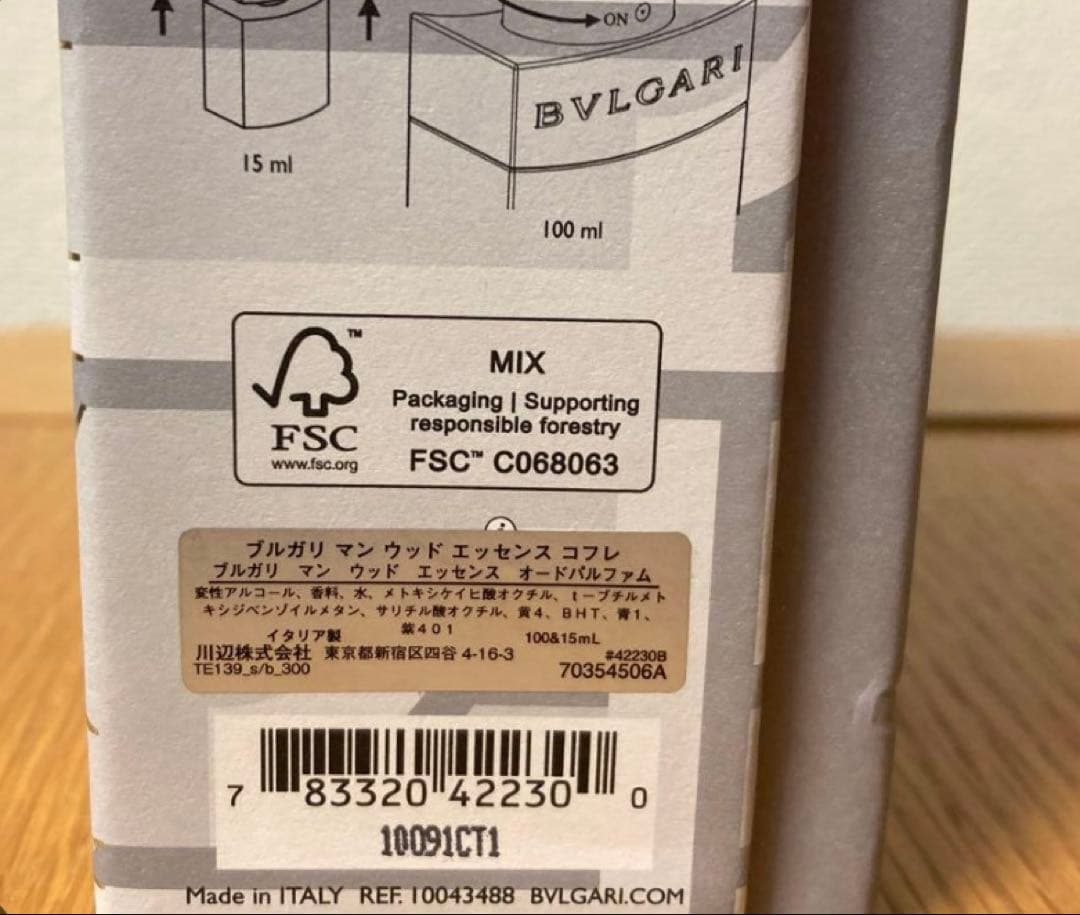 ON
BVLGARI
15 ml
100 ml
MIX
Packaging | Supporting
responsible forestry
FSC™ C068063
TM
FSC
www.fsc.org
ブルガリ マン ウッド エッセンス コフレ
ブルガリ マン ウッド エッセンス オードパルファム
変性アルコール、香料、水、メトキシケイヒ酸オクチル、t-ブチルメト
キシジベンゾイルメタン、サリチル酸オクチル、黄4、BHT、青1、
紫401
イタリア製 100&15mL
川辺株式会社 東京都新宿区四谷 4-16-3 #42230B
TE139_s/b_300 70354506A
7 83320 42230 0
10091CT1
Made in ITALY REF. 10043488 BVLGARI.COM